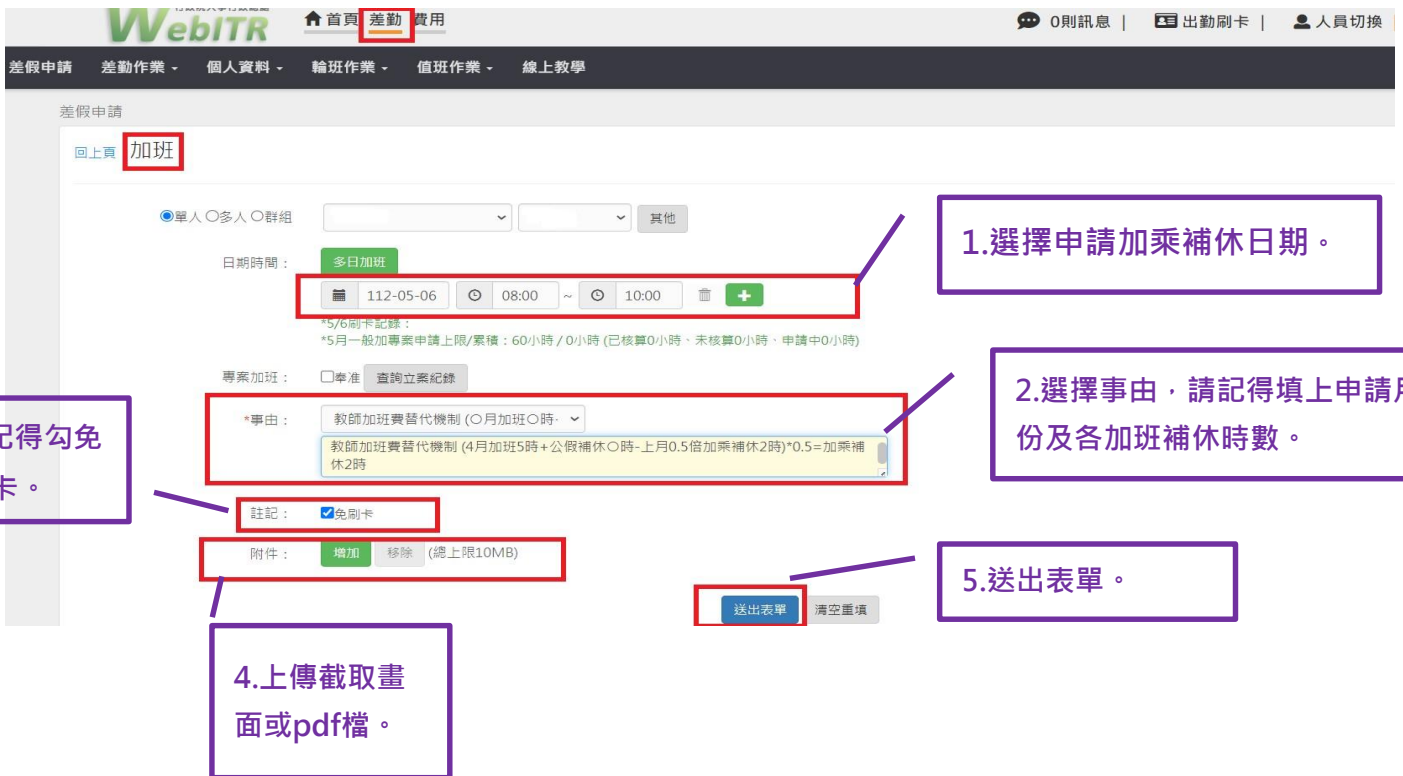 WebITR
首頁 差勤 費用
0則訊息 | 出勤刷卡 | 人員切換
差假申請 差勤作業 個人資料 輪班作業 值班作業 線上教學
差假申請
回上頁 加班
單人 多人 群組 其他
1.選擇申請加乘補休日期。
日期時間： 多日加班
112-05-06 08:00 ~ 10:00
*5/6刷卡記錄：
*5月一般加專案申請上限/累積：60小時 / 0小時 (已核算0小時、未核算0小時、申請中0小時)
專案加班： 奉准 查詢立案紀錄
2.選擇事由，請記得填上申請月
份及各加班補休時數。
*事由： 教師加班費替代機制 (○月加班○時-
教師加班費替代機制 (4月加班5時+公假補休○時-上月0.5倍加乘補休2時)*0.5=加乘補
休2時
記得勾免
卡。
註記： 免刷卡
附件： 增加 移除 (總上限10MB)
5.送出表單。
送出表單 清空重填
4.上傳截取畫
面或pdf檔。